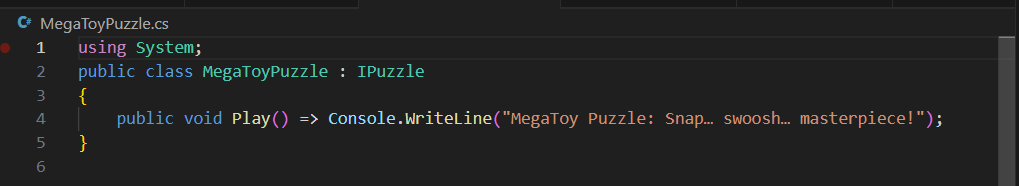 C# MegaToyPuzzle.cs
1 using System;
2 public class MegaToyPuzzle : IPuzzle
3 {
4     public void Play() => Console.WriteLine("MegaToy Puzzle: Snap… swoosh… masterpiece!");
5 }
6